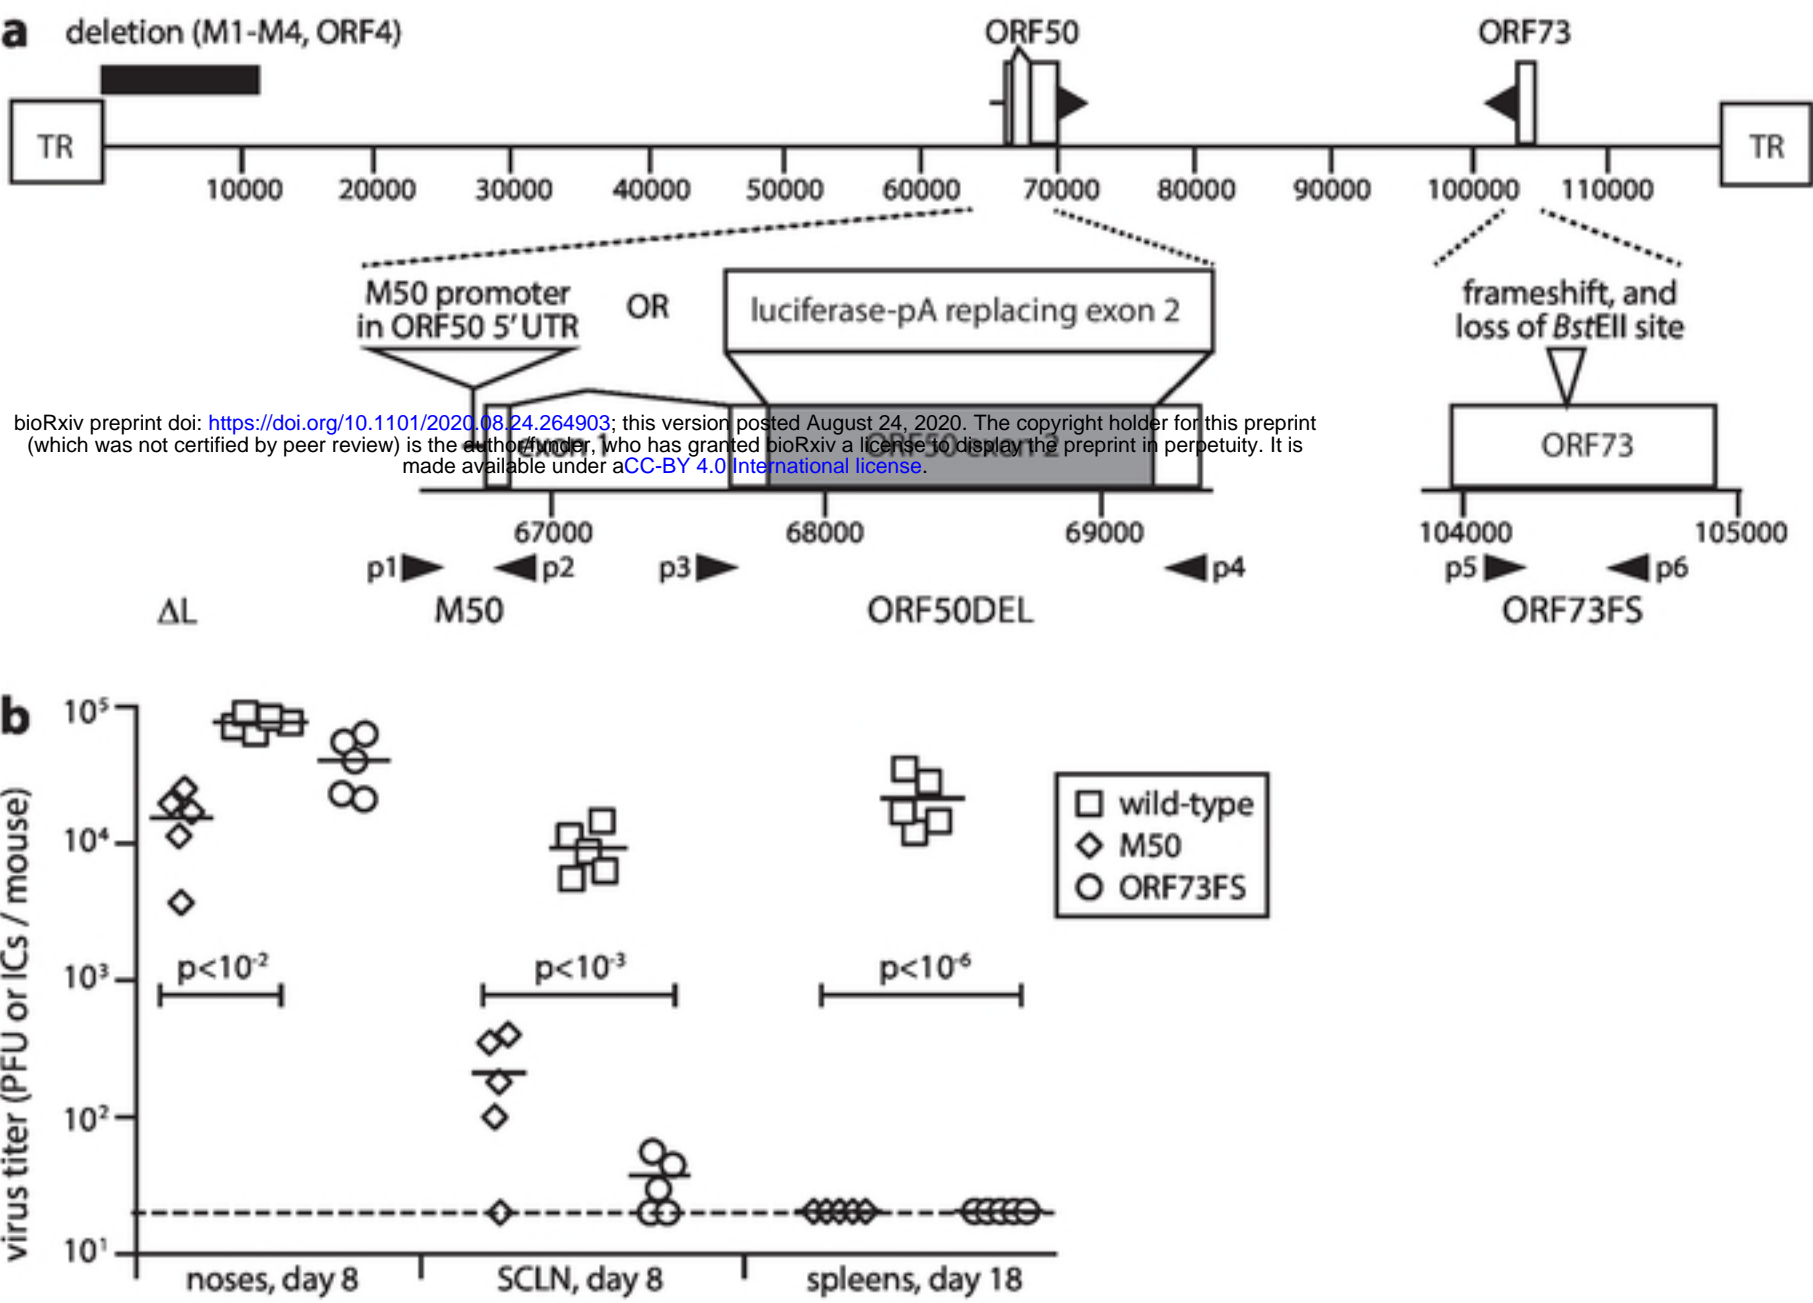 a deletion (M1-M4, ORF4) ORF50 ORF73
TR TR
10000 20000 30000 40000 50000 60000 70000 80000 90000 100000 110000
M50 promoter
in ORF50 5' UTR
OR
luciferase-pA replacing exon 2
frameshift, and
loss of BstEII site
bioRxiv preprint doi: https://doi.org/10.1101/2020.08.24.264903; this version posted August 24, 2020. The copyright holder for this preprint
(which was not certified by peer review) is the author/funder, who has granted bioRxiv a license to display the preprint in perpetuity. It is
made available under aCC-BY 4.0 International license.
exon 1
ORF50 exon 2
ORF73
67000 68000 69000 104000 105000
p1 p2 p3 p4 p5 p6
ΔL M50 ORF50DEL ORF73FS
b
virus titer (PFU or ICs / mouse)
10⁵
10⁴
10³
10²
10¹
p<10⁻² p<10⁻³ p<10⁻⁶
wild-type
M50
ORF73FS
noses, day 8 SCLN, day 8 spleens, day 18